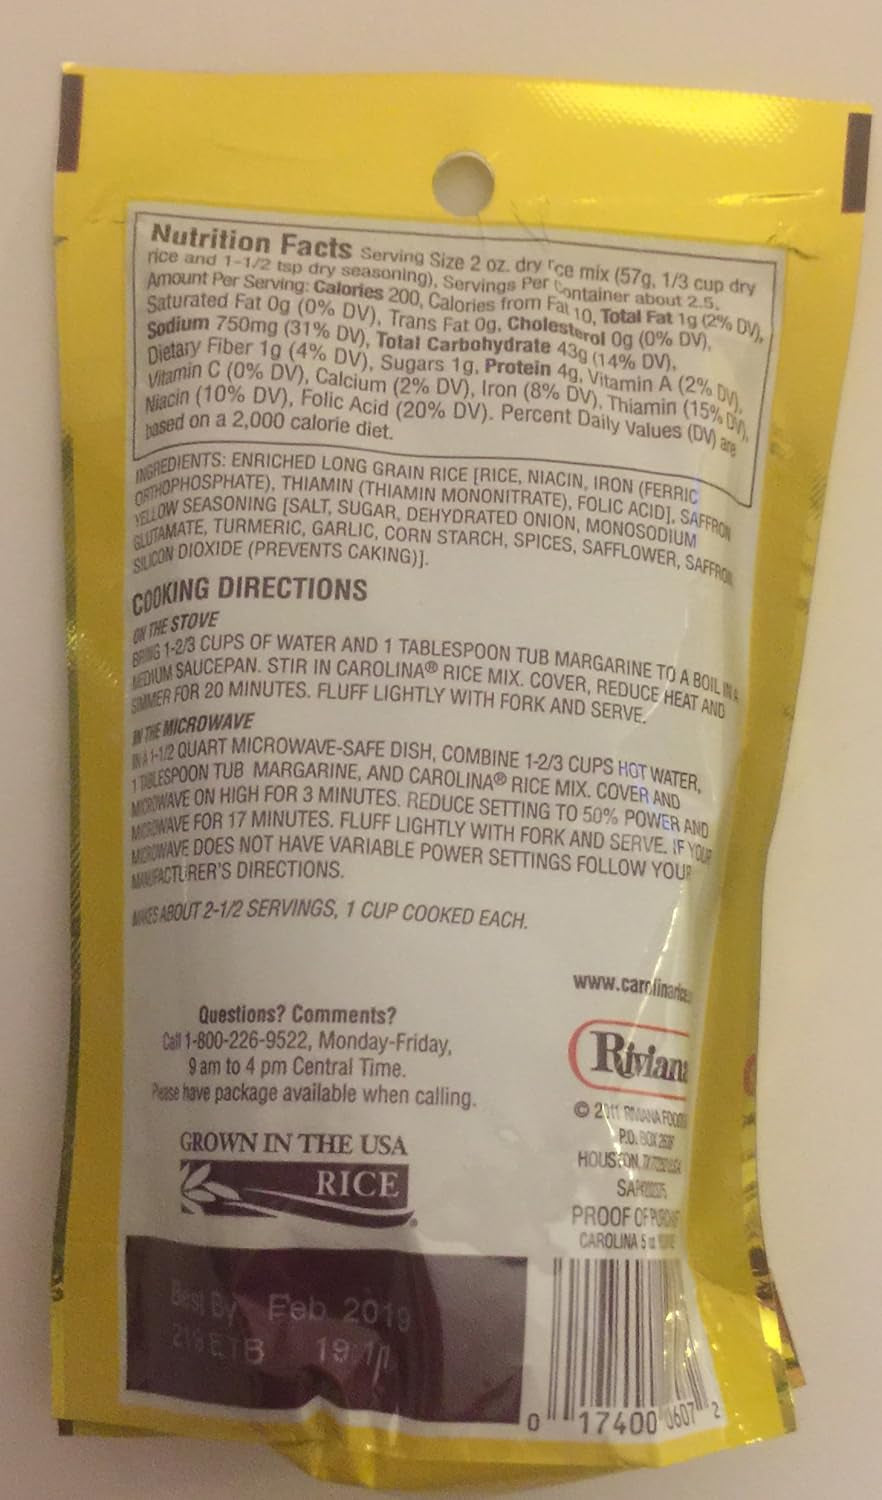 Nutrition Facts Serving Size 2 oz. dry rice mix (57g, 1/3 cup dry
rice and 1-1/2 tsp dry seasoning), Servings Per Container about 2.5.
Amount Per Serving: Calories 200, Calories from Fat 10, Total Fat 1g (2% DV),
Saturated Fat 0g (0% DV), Trans Fat 0g, Cholesterol 0g (0% DV),
Sodium 750mg (31% DV), Total Carbohydrate 43g (14% DV),
Dietary Fiber 1g (4% DV), Sugars 1g, Protein 4g, Vitamin A (2% DV),
Vitamin C (0% DV), Calcium (2% DV), Iron (8% DV), Thiamin (15% DV),
Niacin (10% DV), Folic Acid (20% DV). Percent Daily Values (DV) are
based on a 2,000 calorie diet.
INGREDIENTS: ENRICHED LONG GRAIN RICE [RICE, NIACIN, IRON (FERRIC
ORTHOPHOSPHATE), THIAMIN (THIAMIN MONONITRATE), FOLIC ACID], SAFFRON
YELLOW SEASONING [SALT, SUGAR, DEHYDRATED ONION, MONOSODIUM
GLUTAMATE, TURMERIC, GARLIC, CORN STARCH, SPICES, SAFFLOWER, SAFFRON,
SILICON DIOXIDE (PREVENTS CAKING)].
COOKING DIRECTIONS
ON THE STOVE
BRING 1-2/3 CUPS OF WATER AND 1 TABLESPOON TUB MARGARINE TO A BOIL IN A
MEDIUM SAUCEPAN. STIR IN CAROLINA® RICE MIX. COVER, REDUCE HEAT AND
SIMMER FOR 20 MINUTES. FLUFF LIGHTLY WITH FORK AND SERVE.
IN THE MICROWAVE
IN A 1-1/2 QUART MICROWAVE-SAFE DISH, COMBINE 1-2/3 CUPS HOT WATER,
1 TABLESPOON TUB MARGARINE, AND CAROLINA® RICE MIX. COVER AND
MICROWAVE ON HIGH FOR 3 MINUTES. REDUCE SETTING TO 50% POWER AND
MICROWAVE FOR 17 MINUTES. FLUFF LIGHTLY WITH FORK AND SERVE. IF YOUR
MICROWAVE DOES NOT HAVE VARIABLE POWER SETTINGS FOLLOW YOUR
MANUFACTURER'S DIRECTIONS.
MAKES ABOUT 2-1/2 SERVINGS, 1 CUP COOKED EACH.
www.carolinarice
Questions? Comments?
Call 1-800-226-9522, Monday-Friday,
9 am to 4 pm Central Time.
Please have package available when calling.
Riviana
© 2011 RIVIANA FOODS
P.O. BOX
HOUSTON,
PROOF OF
CAROLINA 5
GROWN IN THE USA
RICE
Best By Feb 2019
ETB
0 17400 0607 2